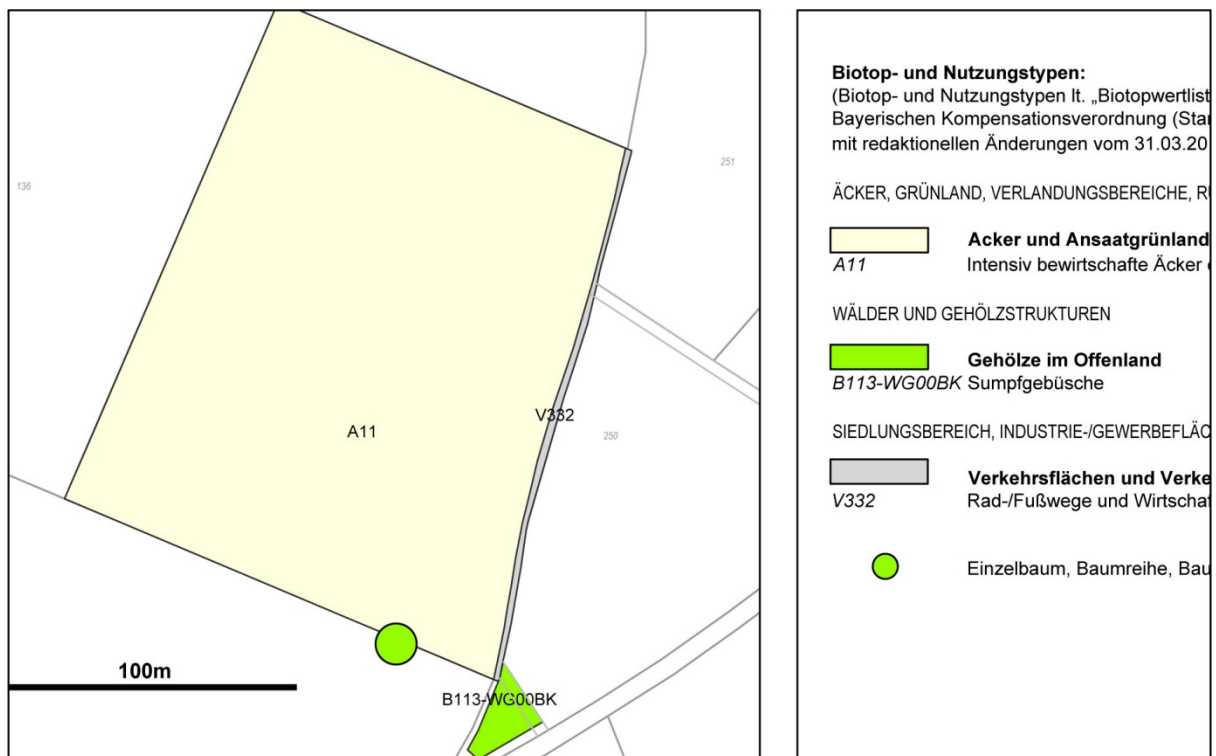 136
251
A11
V332
250
100m
B113-WG00BK
Biotop- und Nutzungstypen:
(Biotop- und Nutzungstypen lt. „Biotopwertlist
Bayerischen Kompensationsverordnung (Sta
mit redaktionellen Änderungen vom 31.03.20
ÄCKER, GRÜNLAND, VERLANDUNGSBEREICHE, R
Acker und Ansaatgrünland
A11 Intensiv bewirtschafte Äcker
WÄLDER UND GEHÖLZSTRUKTUREN
Gehölze im Offenland
B113-WG00BK Sumpfgebüsche
SIEDLUNGSBEREICH, INDUSTRIE-/GEWERBEFLÄC
Verkehrsflächen und Verke
V332 Rad-/Fußwege und Wirtscha
Einzelbaum, Baumreihe, Bau